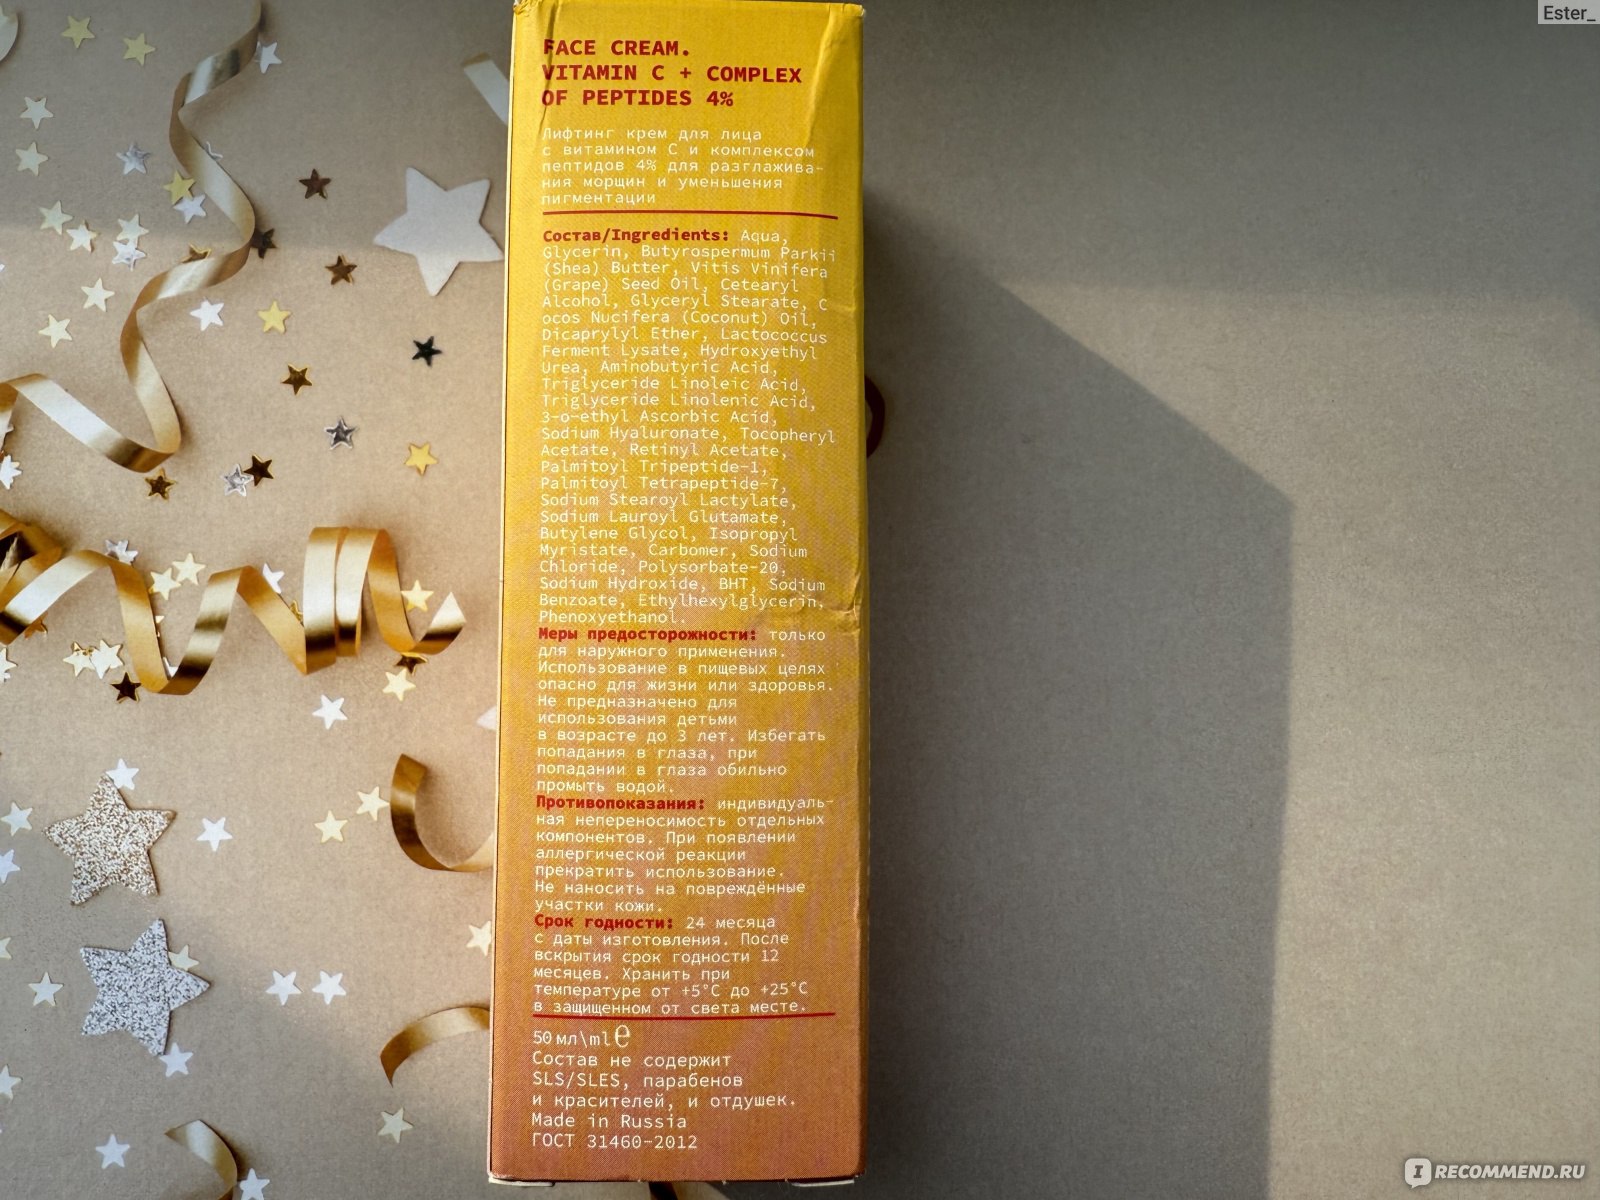 Ester_
FACE CREAM.
VITAMIN C + COMPLEX
OF PEPTIDES 4%
Лифтинг крем для лица
с витамином С и комплексом
пептидов 4% для разглажива-
ния морщин и уменьшения
пигментации
Состав/Ingredients: Aqua,
Glycerin, Butyrospermum Parkii
(Shea) Butter, Vitis Vinifera
(Grape) Seed Oil, Cetearyl
Alcohol, Glyceryl Stearate, C
ocos Nucifera (Coconut) Oil,
Dicaprylyl Ether, Lactococcus
Ferment Lysate, Hydroxyethyl
Urea, Aminobutyric Acid,
Triglyceride Linoleic Acid,
Triglyceride Linolenic Acid,
3-o-ethyl Ascorbic Acid,
Sodium Hyaluronate, Tocopheryl
Acetate, Retinyl Acetate,
Palmitoyl Tripeptide-1,
Palmitoyl Tetrapeptide-7,
Sodium Stearoyl Lactylate,
Sodium Lauroyl Glutamate,
Butylene Glycol, Isopropyl
Myristate, Carbomer, Sodium
Chloride, Polysorbate-20,
Sodium Hydroxide, BHT, Sodium
Benzoate, Ethylhexylglycerin,
Phenoxyethanol.
Меры предосторожности: только
для наружного применения.
Использование в пищевых целях
опасно для жизни или здоровья.
Не предназначено для
использования детьми
в возрасте до 3 лет. Избегать
попадания в глаза, при
попадании в глаза обильно
промыть водой.
Противопоказания: индивидуаль-
ная непереносимость отдельных
компонентов. При появлении
аллергической реакции
прекратить использование.
Не наносить на повреждённые
участки кожи.
Срок годности: 24 месяца
с даты изготовления. После
вскрытия срок годности 12
месяцев. Хранить при
температуре от +5°C до +25°C
в защищенном от света месте.
50 мл\ml e
Состав не содержит
SLS/SLES, парабенов
и красителей, и отдушек.
Made in Russia
ГОСТ 31460-2012
IRECOMMEND.RU